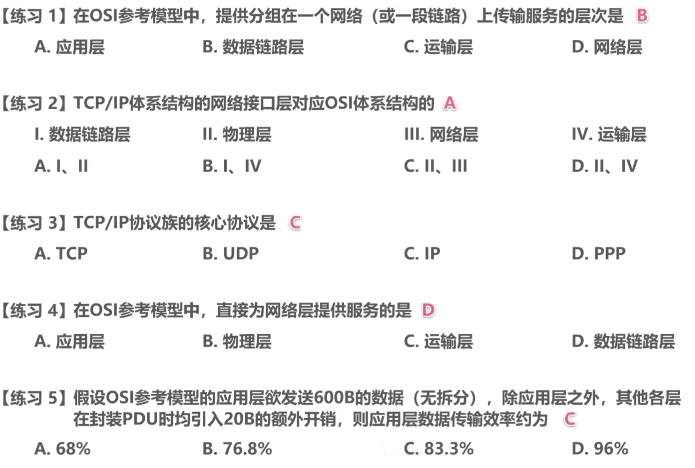 【练习 1】在OSI参考模型中，提供分组在一个网络（或一段链路）上传输服务的层次是 B
A. 应用层 B. 数据链路层 C. 运输层 D. 网络层
【练习 2】TCP/IP体系结构的网络接口层对应OSI体系结构的 A
I. 数据链路层 II. 物理层 III. 网络层 IV. 运输层
A. I、II B. I、IV C. II、III D. II、IV
【练习 3】TCP/IP协议族的核心协议是 C
A. TCP B. UDP C. IP D. PPP
【练习 4】在OSI参考模型中，直接为网络层提供服务的是 D
A. 应用层 B. 物理层 C. 运输层 D. 数据链路层
【练习 5】假设OSI参考模型的应用层欲发送600B的数据（无拆分），除应用层之外，其他各层
在封装PDU时均引入20B的额外开销，则应用层数据传输效率约为 C
A. 68% B. 76.8% C. 83.3% D. 96%